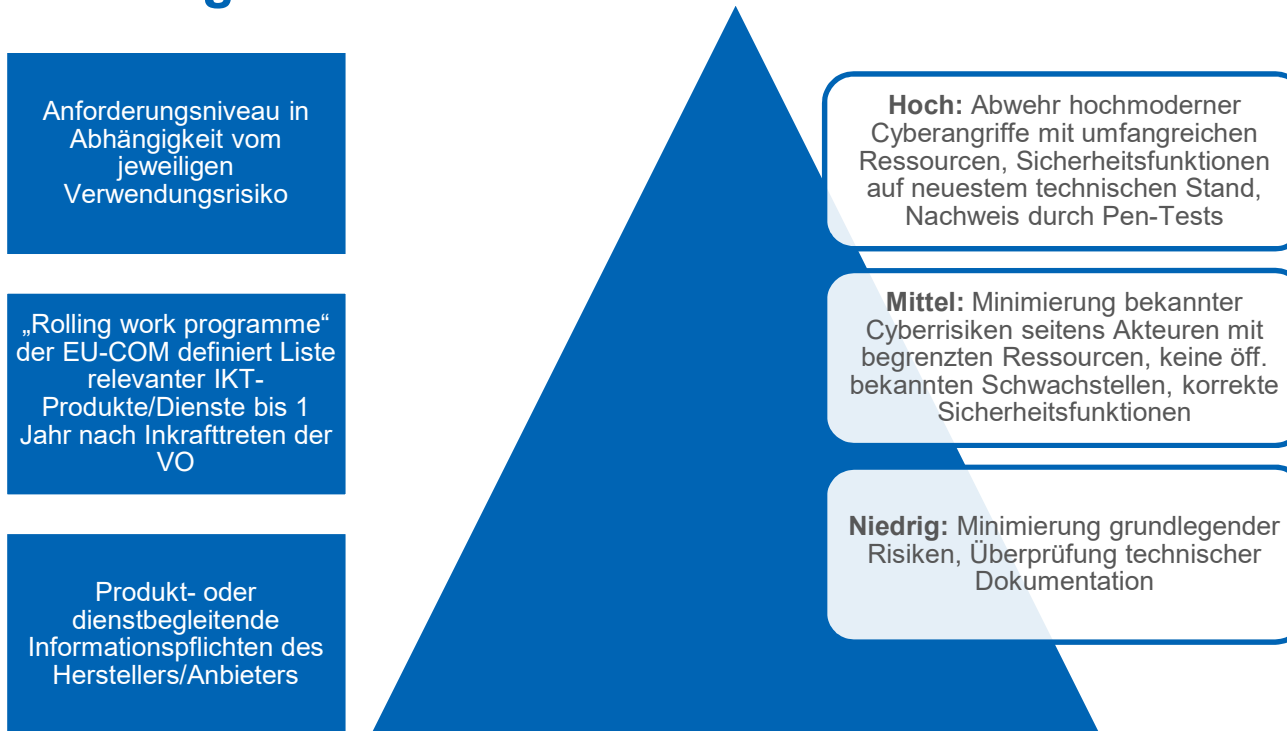 Anforderungsniveau in
Abhängigkeit vom
jeweiligen
Verwendungsrisiko
„Rolling work programme“
der EU-COM definiert Liste
relevanter IKT-
Produkte/Dienste bis 1
Jahr nach Inkrafttreten der
VO
Produkt- oder
dienstbegleitende
Informationspflichten des
Herstellers/Anbieters
Hoch: Abwehr hochmoderner
Cyberangriffe mit umfangreichen
Ressourcen, Sicherheitsfunktionen
auf neuestem technischen Stand,
Nachweis durch Pen-Tests
Mittel: Minimierung bekannter
Cyberrisiken seitens Akteuren mit
begrenzten Ressourcen, keine öff.
bekannten Schwachstellen, korrekte
Sicherheitsfunktionen
Niedrig: Minimierung grundlegender
Risiken, Überprüfung technischer
Dokumentation